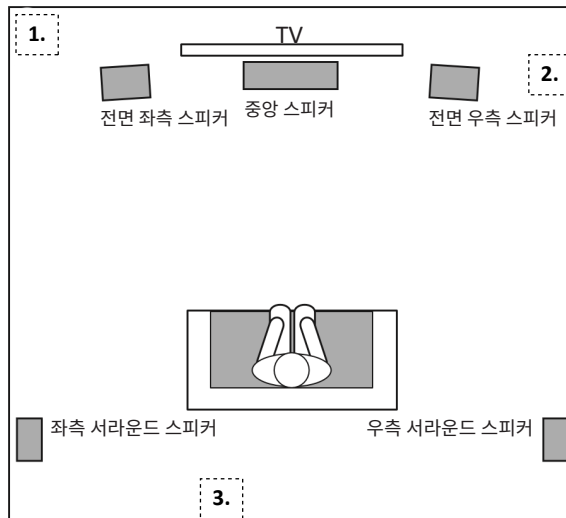 1.
TV
2.
전면 좌측 스피커
중앙 스피커
전면 우측 스피커
좌측 서라운드 스피커
우측 서라운드 스피커
3.